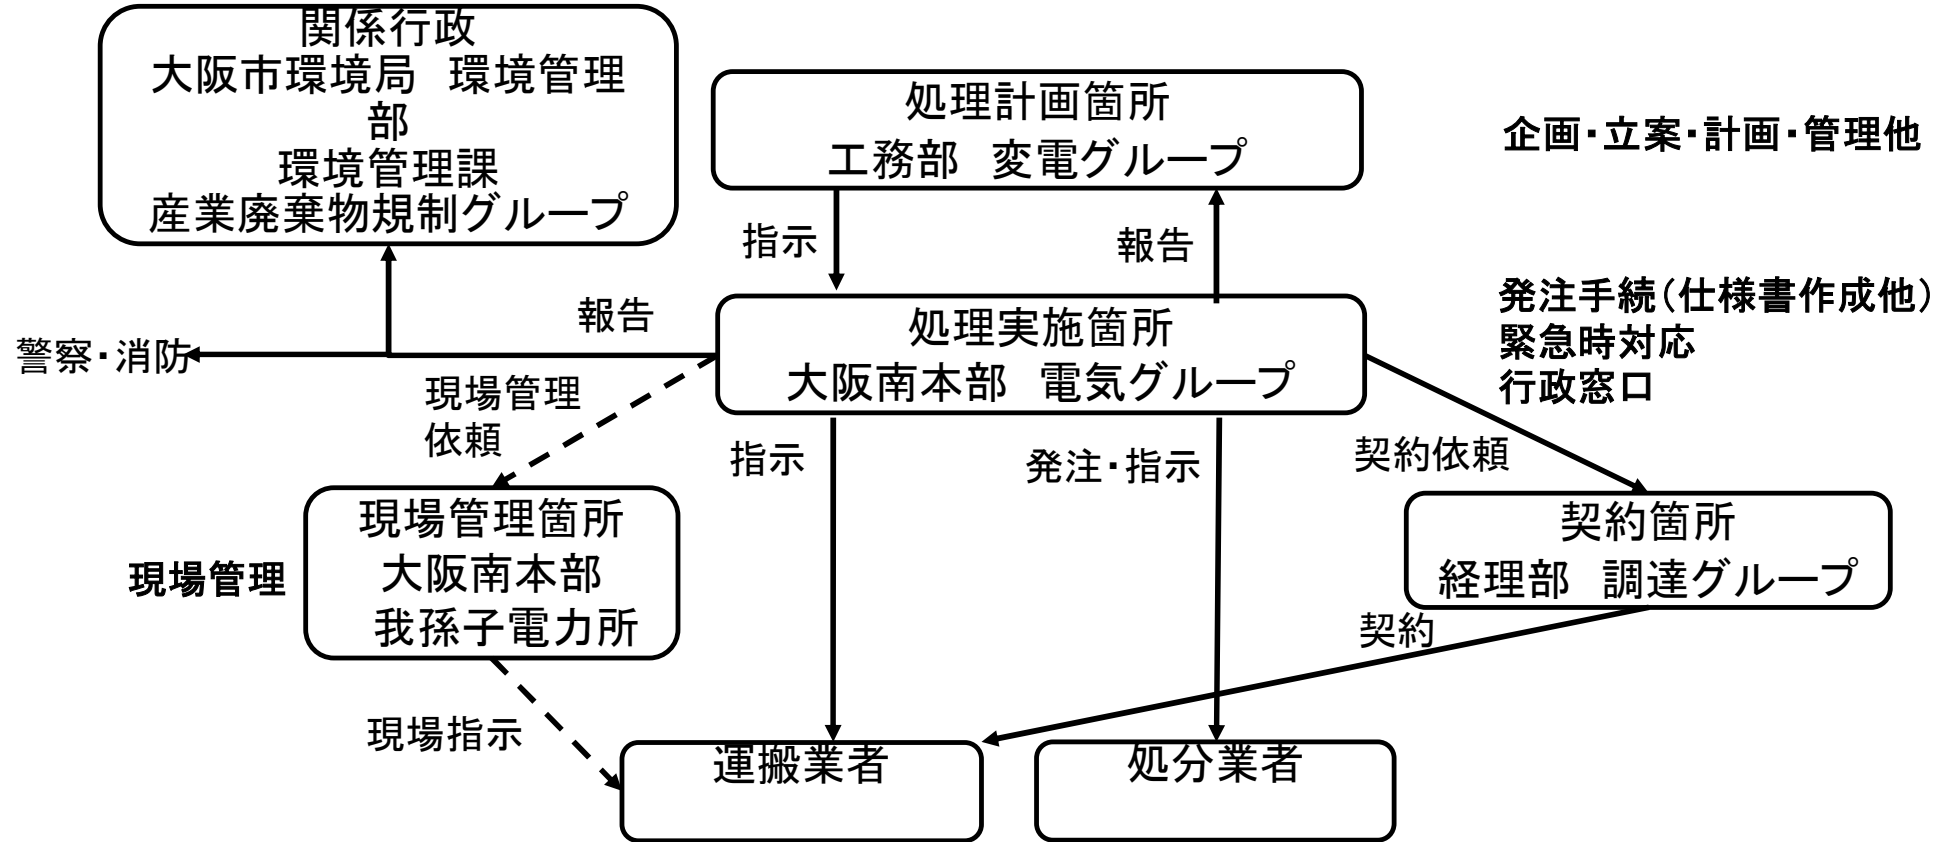 関係行政
大阪市環境局　環境管理
部
環境管理課
産業廃棄物規制グループ
処理計画箇所
工務部　変電グループ
企画・立案・計画・管理他
指示
報告
報告
警察・消防
処理実施箇所
大阪南本部　電気グループ
発注手続（仕様書作成他）
緊急時対応
行政窓口
現場管理
依頼
指示
発注・指示
契約依頼
現場管理
現場管理箇所
大阪南本部
我孫子電力所
契約箇所
経理部　調達グループ
契約
現場指示
運搬業者
処分業者